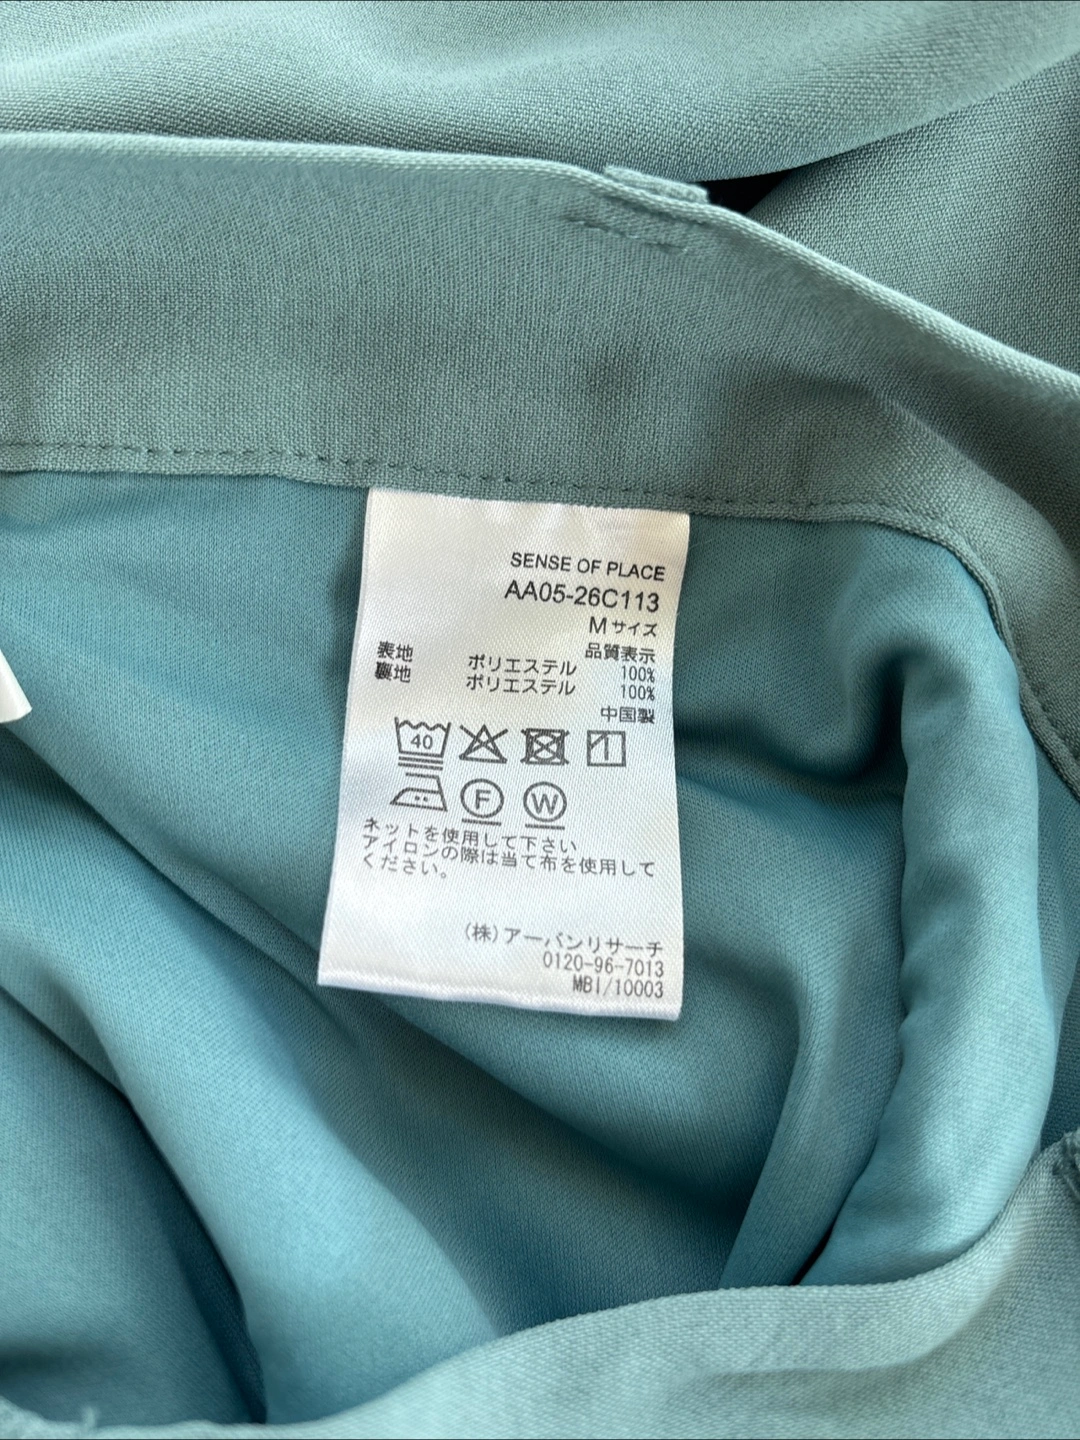 SENSE OF PLACE
AA05-26C113
Mサイズ
品質表示
表地 ポリエステル 100%
裏地 ポリエステル 100%
中国製
40
F W
ネットを使用して下さい
アイロンの際は当て布を使用して
ください。
(株)アーバンリサーチ
0120-96-7013
MBI/10003